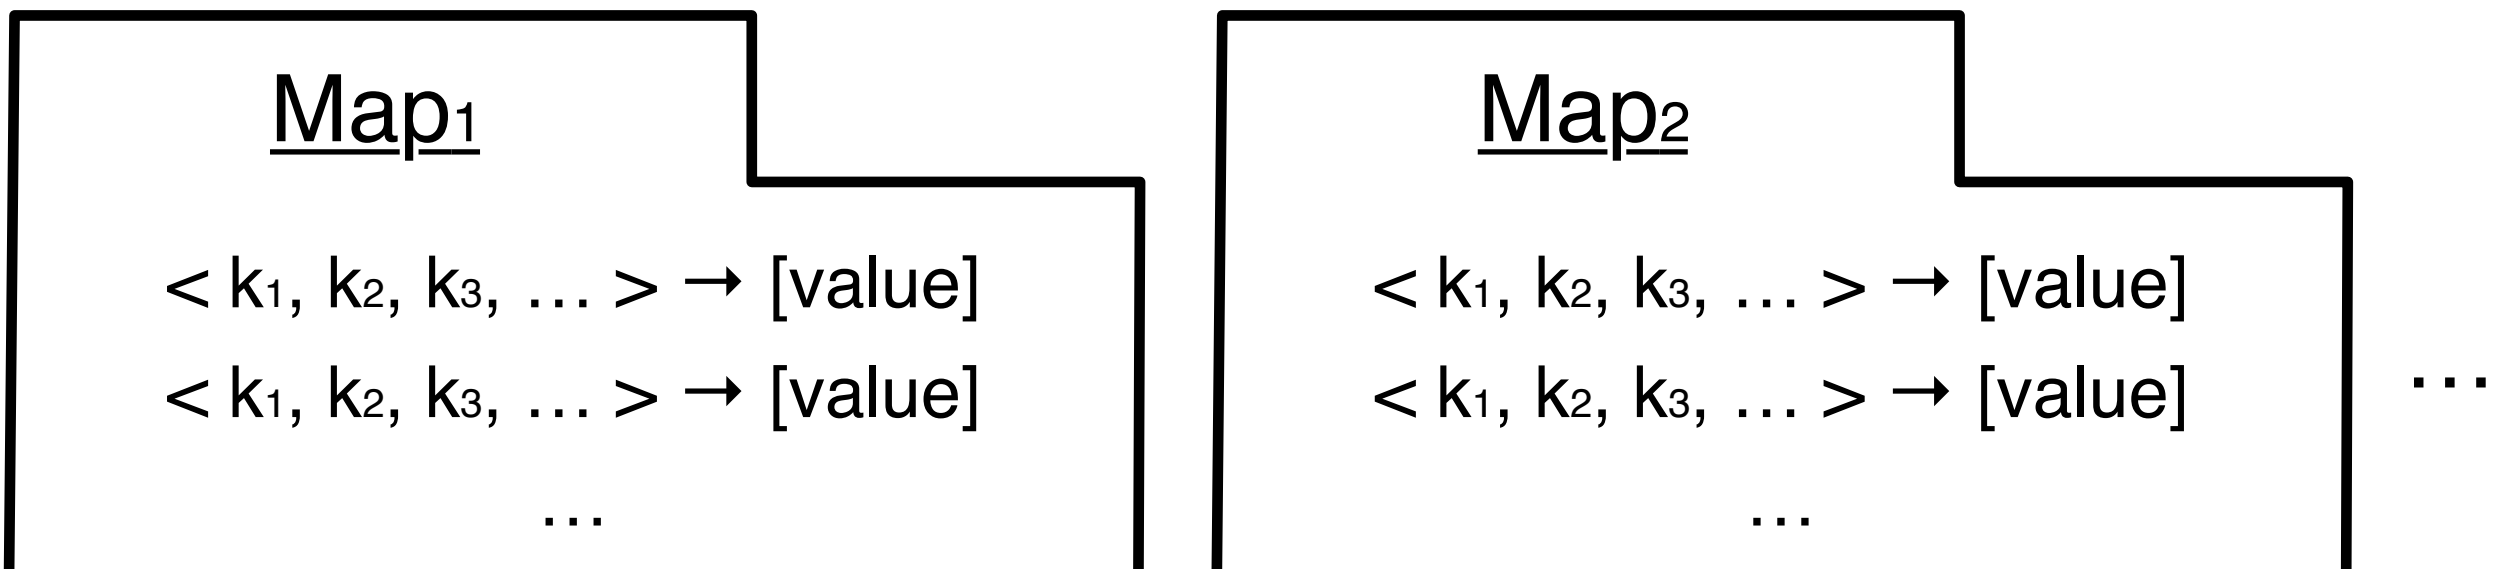 Map₁
<k₁, k₂, k₃, ...> → [value]
<k₁, k₂, k₃, ...> → [value]
...
Map₂
<k₁, k₂, k₃, ...> → [value]
<k₁, k₂, k₃, ...> → [value]
...
...